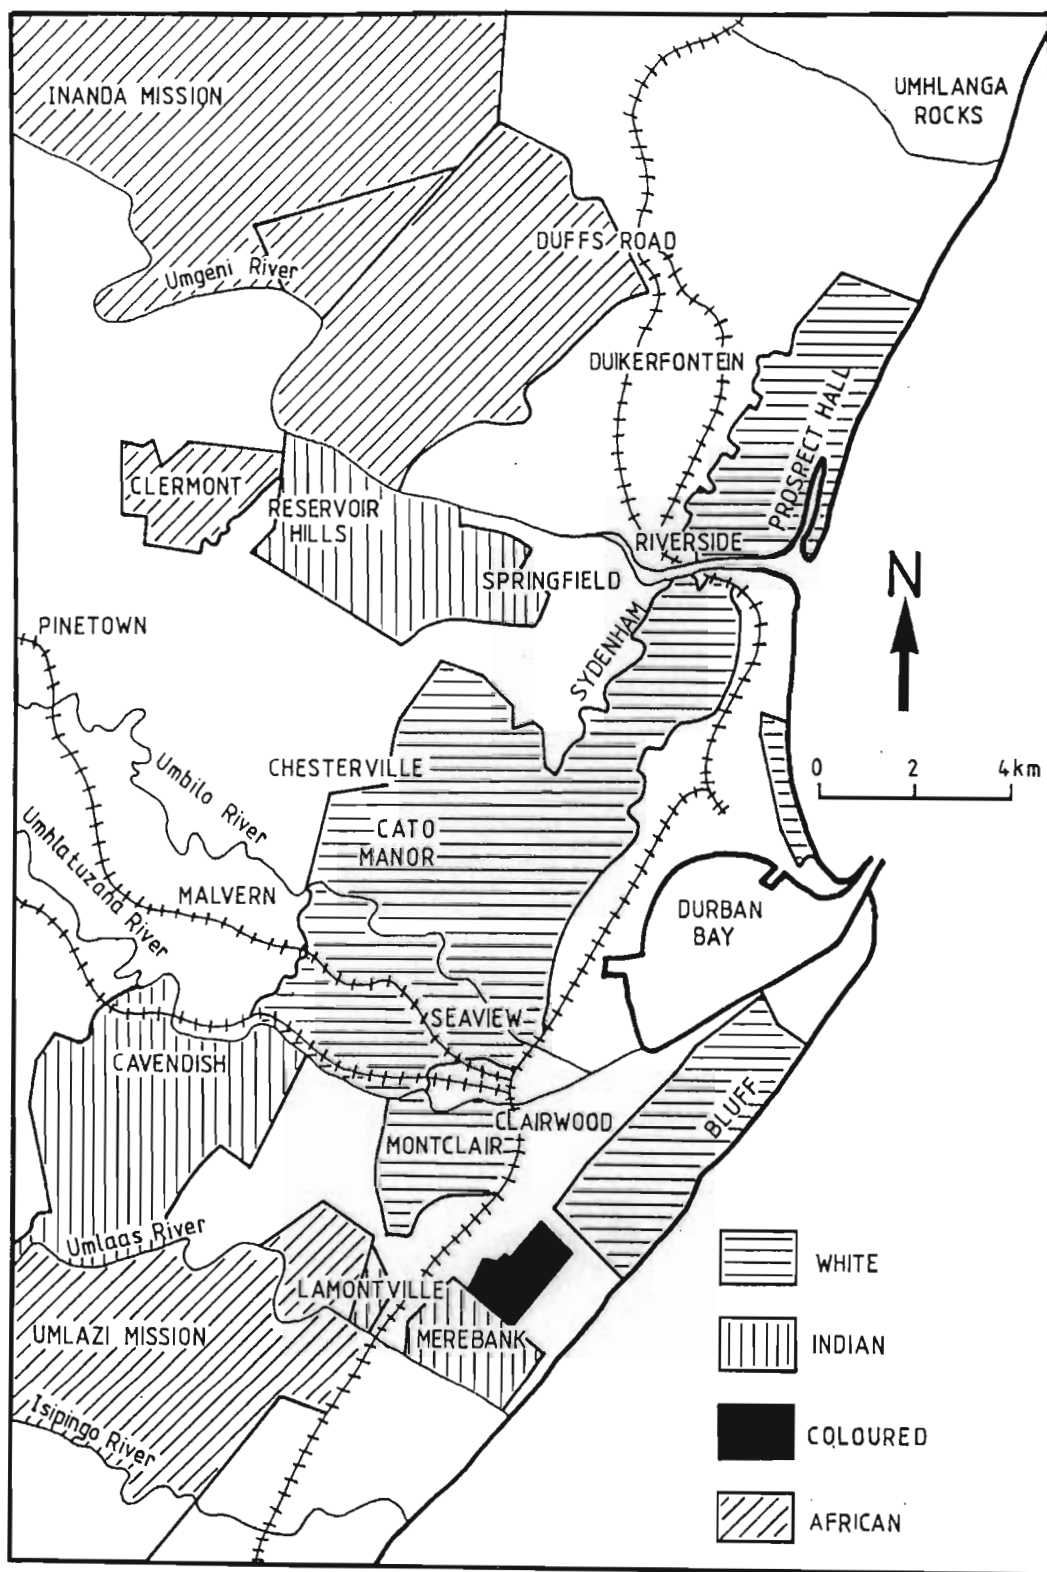 INANDA MISSION
UMHLANGA
ROCKS
DUFFS ROAD
Umgeni River
DUIKERFONTEIN
PROSPECT HALL
CLERMONT
RESERVOIR
HILLS
RIVERSIDE
SPRINGFIELD
N
PINETOWN
SYDENHAM
CHESTERVILLE
Umbilo River
0 2 4km
Umhlatuzana River
CATO
MANOR
MALVERN
DURBAN
BAY
SEAVIEW
CAVENDISH
BLUFF
CLAIRWOOD
MONTCLAIR
Umlaas River
WHITE
LAMONTVILLE
UMLAZI MISSION
MEREBANK
INDIAN
Isipingo River
COLOURED
AFRICAN